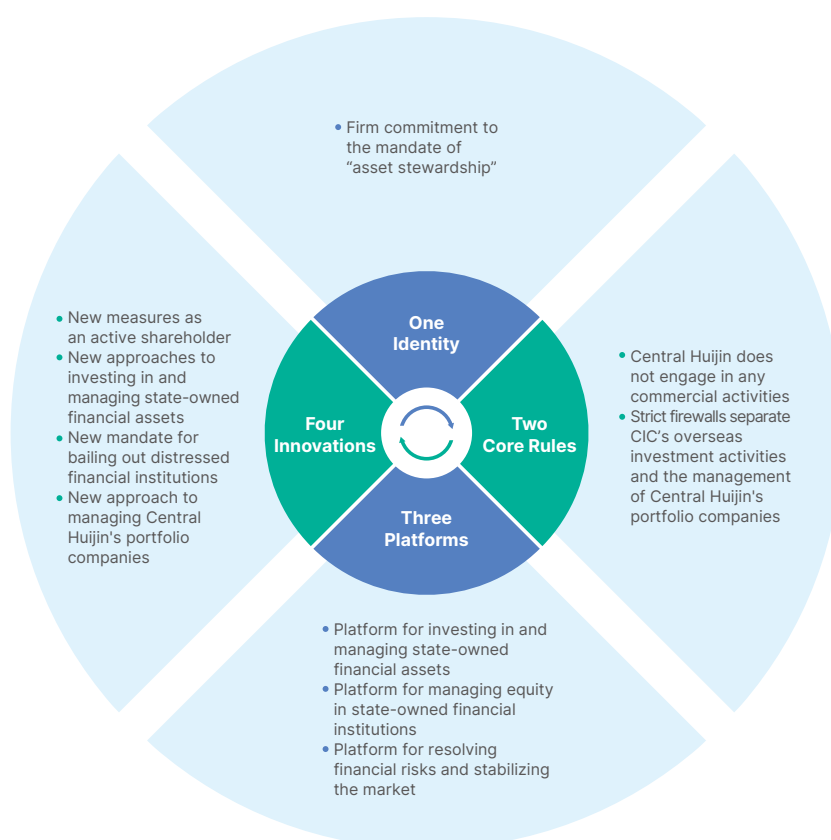 • Firm commitment to
the mandate of
“asset stewardship”
One
Identity
• Central Huijin does
not engage in any
commercial activities
• Strict firewalls separate
CIC’s overseas
investment activities
and the management
of Central Huijin's
portfolio companies
Two
Core Rules
Three
Platforms
• Platform for investing in and
managing state-owned
financial assets
• Platform for managing equity
in state-owned financial
institutions
• Platform for resolving
financial risks and stabilizing
the market
Four
Innovations
• New measures as
an active shareholder
• New approaches to
investing in and
managing state-owned
financial assets
• New mandate for
bailing out distressed
financial institutions
• New approach to
managing Central
Huijin's portfolio
companies